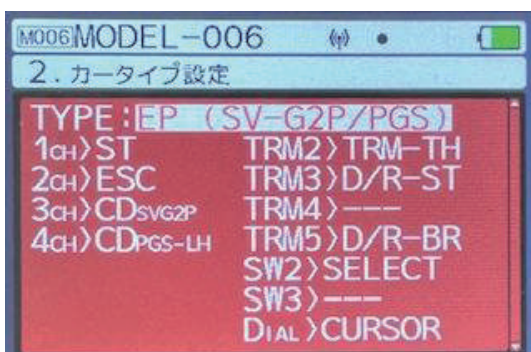 M006 MODEL-006
2.カータイプ設定
TYPE:EP (SV-G2P/PGS)
1CH>ST TRM2>TRM-TH
2CH>ESC TRM3>D/R-ST
3CH>CDSVG2P TRM4>---
4CH>CDPGS-LH TRM5>D/R-BR
SW2>SELECT
SW3>---
DIAL>CURSOR